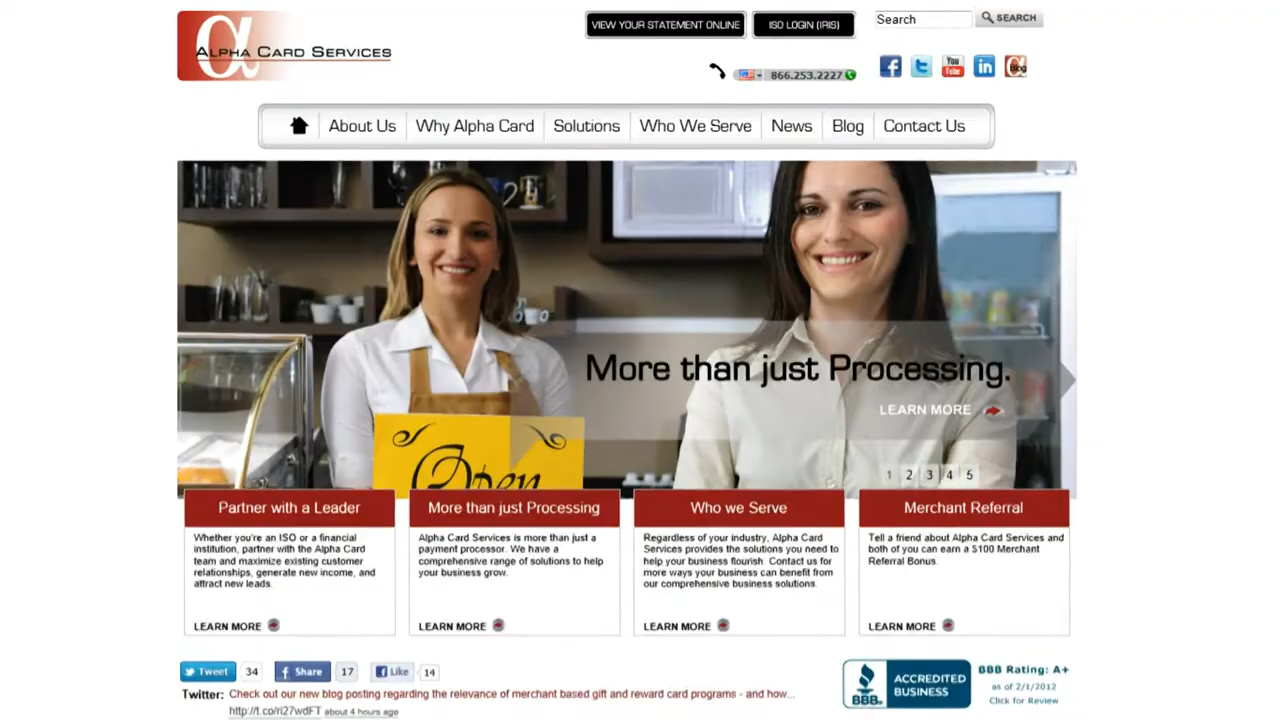 VIEW YOUR STATEMENT ONLINE
ISO LOGIN (IRIS)
Search
SEARCH
α
ALPHA CARD SERVICES
866.253.2227
You Tube
Blog
About Us
Why Alpha Card
Solutions
Who We Serve
News
Blog
Contact Us
More than just Processing.
LEARN MORE
1 2 3 4 5
Open
Partner with a Leader
Whether you're an ISO or a financial
institution, partner with the Alpha Card
team and maximize existing customer
relationships, generate new income, and
attract new leads.
LEARN MORE
More than just Processing
Alpha Card Services is more than just a
payment processor. We have a
comprehensive range of solutions to help
your business grow.
LEARN MORE
Who we Serve
Regardless of your industry, Alpha Card
Services provides the solutions you need to
help your business flourish. Contact us for
more ways your business can benefit from
our comprehensive business solutions.
LEARN MORE
Merchant Referral
Tell a friend about Alpha Card Services and
both of you can earn a $100 Merchant
Referral Bonus.
LEARN MORE
Tweet 34
Share 17
Like 14
Twitter: Check out our new blog posting regarding the relevance of merchant based gift and reward card programs - and how...
http://t.co/ri27wdFT about 4 hours ago
BBB
ACCREDITED
BUSINESS
BBB Rating: A+
as of 2/1/2012
Click for Review